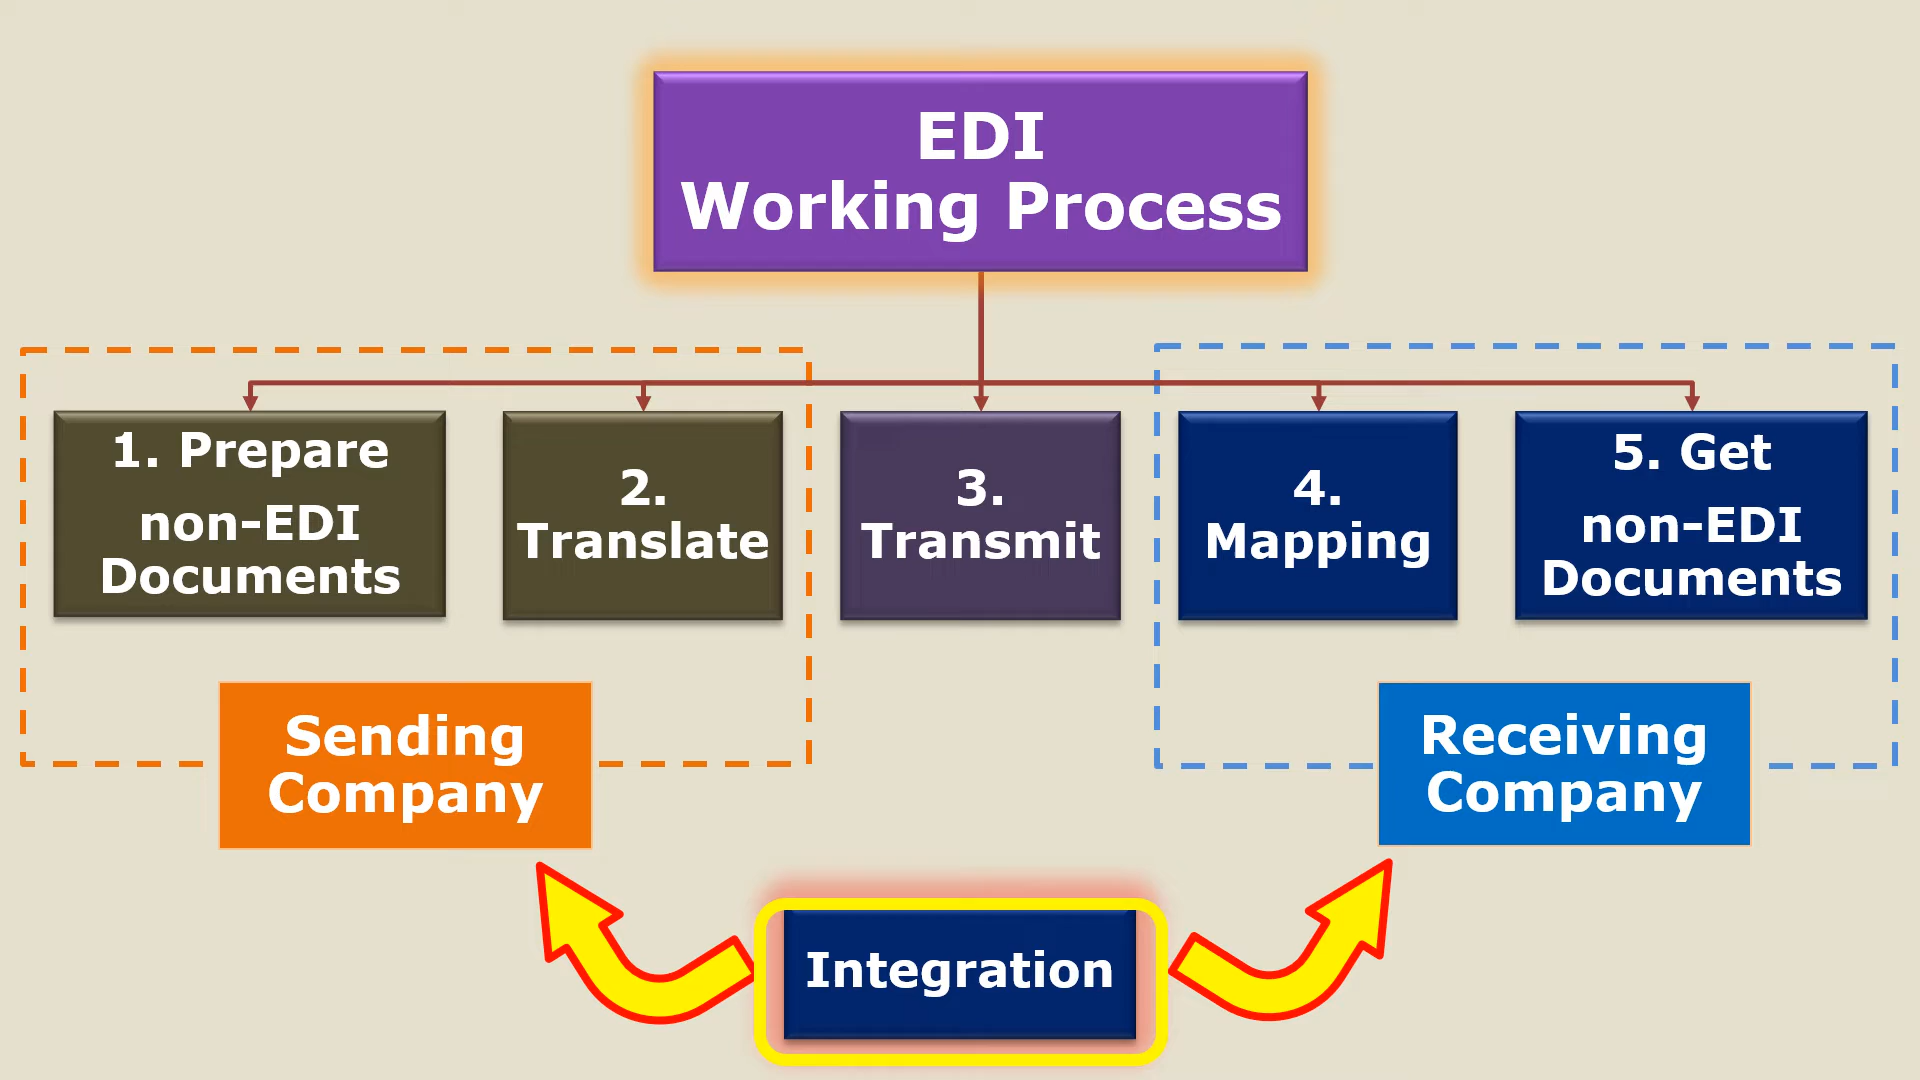 EDI
Working Process
1. Prepare
non-EDI
Documents
2.
Translate
3.
Transmit
4.
Mapping
5. Get
non-EDI
Documents
Sending
Company
Receiving
Company
Integration